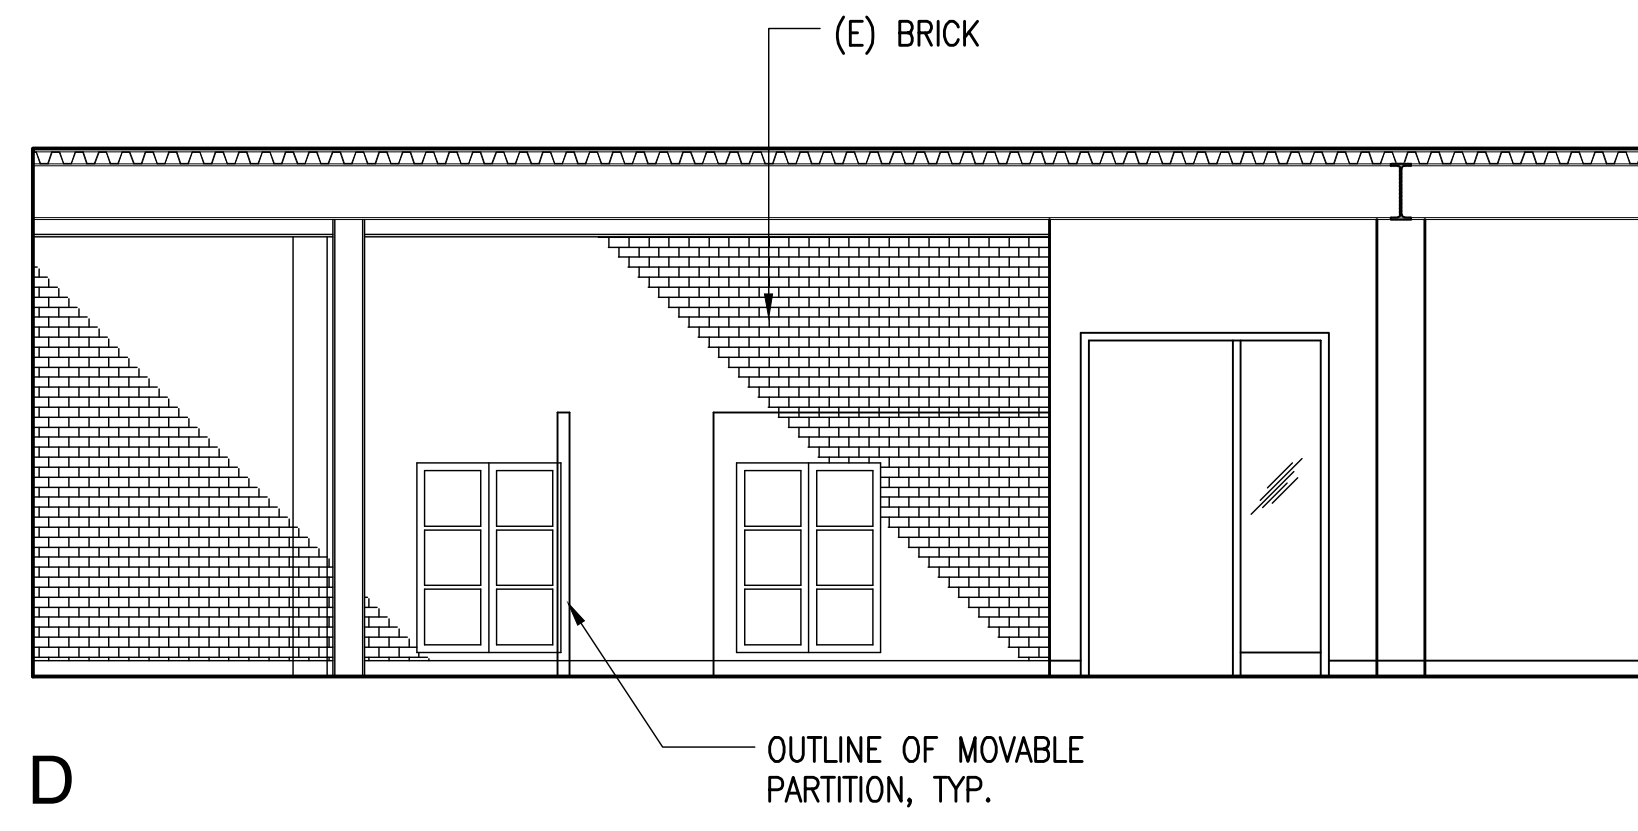 (E) BRICK
OUTLINE OF MOVABLE
PARTITION, TYP.
D